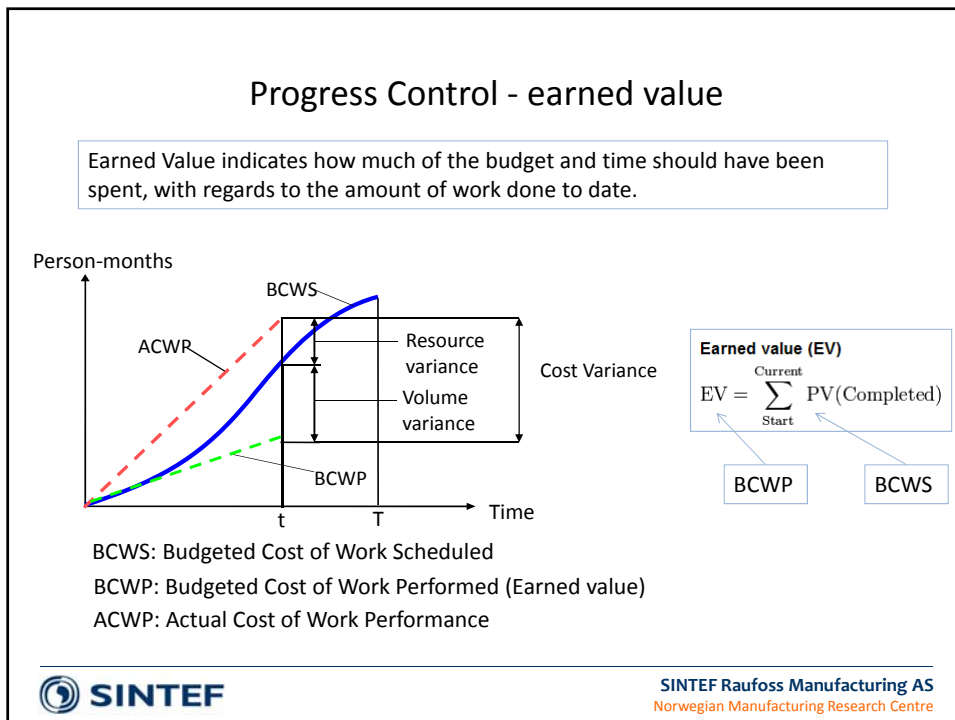 Progress Control - earned value
Earned Value indicates how much of the budget and time should have been
spent, with regards to the amount of work done to date.
Person-months
BCWS
ACWP
Resource
variance
Cost Variance
Volume
variance
BCWP
t
T
Time
Earned value (EV)
Current
EV = ∑ PV(Completed)
Start
BCWP
BCWS
BCWS: Budgeted Cost of Work Scheduled
BCWP: Budgeted Cost of Work Performed (Earned value)
ACWP: Actual Cost of Work Performance
SINTEF
SINTEF Raufoss Manufacturing AS
Norwegian Manufacturing Research Centre